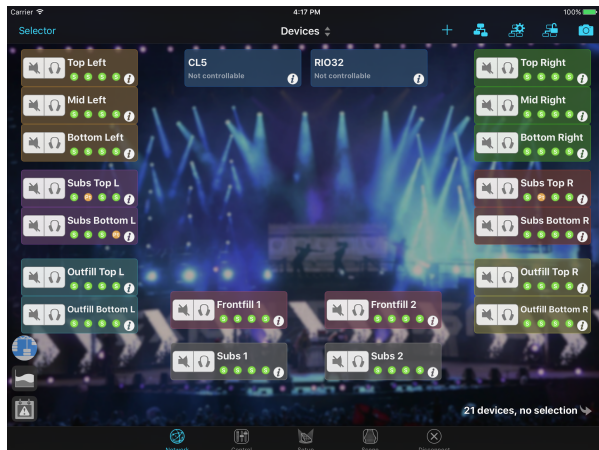 Carrier 4:17 PM 100%
Selector Devices
Top Left
Mid Left
Bottom Left
Subs Top L
Subs Bottom L
Outfill Top L
Outfill Bottom L
CL5
Not controllable
RIO32
Not controllable
Frontfill 1
Frontfill 2
Subs 1
Subs 2
Top Right
Mid Right
Bottom Right
Subs Top R
Subs Bottom R
Outfill Top R
Outfill Bottom R
21 devices, no selection
Network Control Setup Scope Disconnect